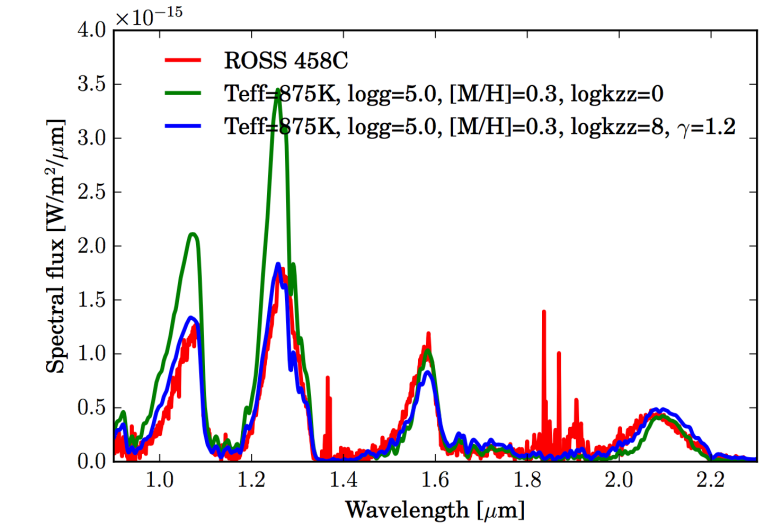 ×10⁻¹⁵
4.0
3.5
3.0
2.5
2.0
1.5
1.0
0.5
0.0
Spectral flux [W/m²/μm]
ROSS 458C
Teff=875K, logg=5.0, [M/H]=0.3, logkzz=0
Teff=875K, logg=5.0, [M/H]=0.3, logkzz=8, γ=1.2
1.0 1.2 1.4 1.6 1.8 2.0 2.2
Wavelength [μm]